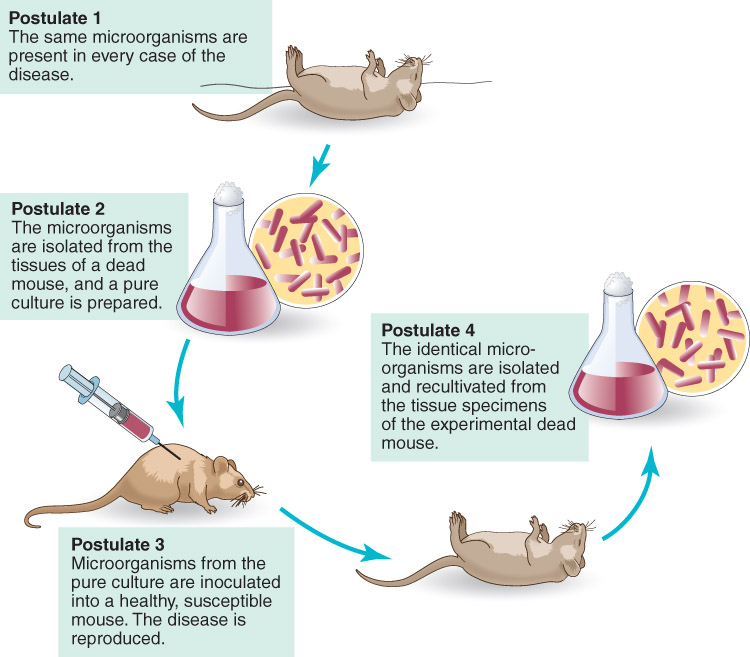 Postulate 1
The same microorganisms are
present in every case of the
disease.
Postulate 2
The microorganisms
are isolated from the
tissues of a dead
mouse, and a pure
culture is prepared.
Postulate 3
Microorganisms from the
pure culture are inoculated
into a healthy, susceptible
mouse. The disease is
reproduced.
Postulate 4
The identical micro-
organisms are isolated
and recultivated from
the tissue specimens
of the experimental dead
mouse.